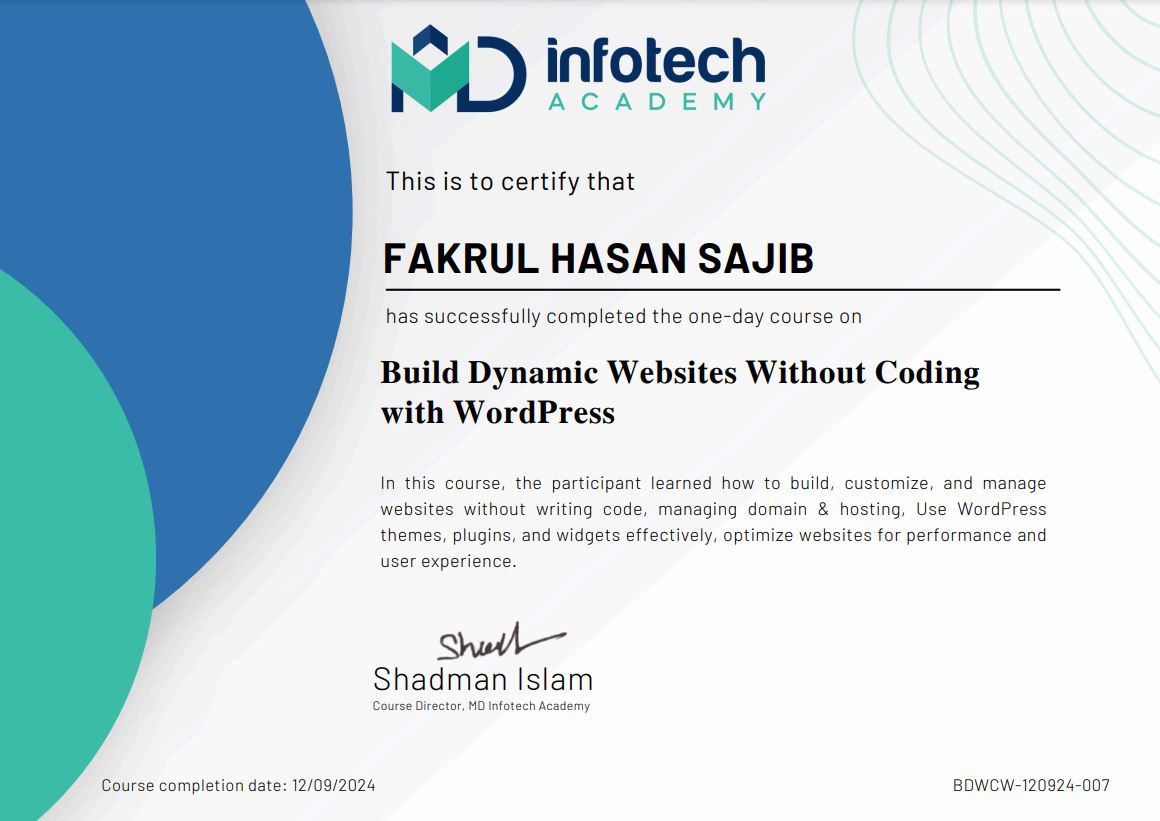 MD infotech
ACADEMY
This is to certify that
FAKRUL HASAN SAJIB
has successfully completed the one-day course on
Build Dynamic Websites Without Coding
with WordPress
In this course, the participant learned how to build, customize, and manage
websites without writing code, managing domain & hosting, Use WordPress
themes, plugins, and widgets effectively, optimize websites for performance and
user experience.
Shadman Islam
Course Director, MD Infotech Academy
Course completion date: 12/09/2024
BDWCW-120924-007